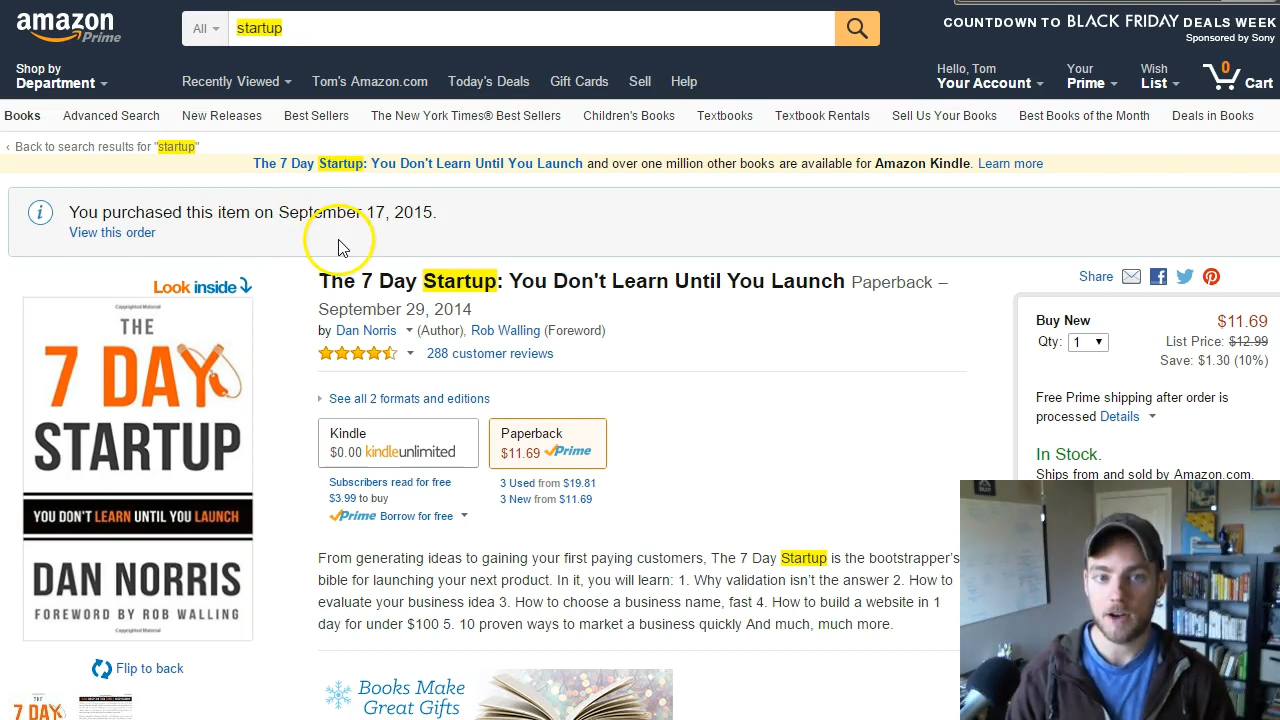 amazon
Prime
All
startup
COUNTDOWN TO BLACK FRIDAY DEALS WEEK
Sponsored by Sony
Shop by
Department
Recently Viewed
Tom's Amazon.com
Today's Deals
Gift Cards
Sell
Help
Hello, Tom
Your Account
Your
Prime
Wish
List
0
Cart
Books
Advanced Search
New Releases
Best Sellers
The New York Times® Best Sellers
Children's Books
Textbooks
Textbook Rentals
Sell Us Your Books
Best Books of the Month
Deals in Books
‹ Back to search results for "startup"
The 7 Day Startup: You Don't Learn Until You Launch and over one million other books are available for Amazon Kindle. Learn more
i
You purchased this item on September 17, 2015.
View this order
Look inside
Copyrighted Material
THE
7 DAY
STARTUP
YOU DON'T LEARN UNTIL YOU LAUNCH
DAN NORRIS
FOREWORD BY ROB WALLING
Copyrighted Material
Flip to back
THE
7 DAY
The 7 Day Startup: You Don't Learn Until You Launch Paperback –
September 29, 2014
by Dan Norris (Author), Rob Walling (Foreword)
288 customer reviews
See all 2 formats and editions
Kindle
$0.00 kindleunlimited
Paperback
$11.69 Prime
Subscribers read for free
$3.99 to buy
Prime Borrow for free
3 Used from $19.81
3 New from $11.69
From generating ideas to gaining your first paying customers, The 7 Day Startup is the bootstrapper's
bible for launching your next product. In it, you will learn: 1. Why validation isn't the answer 2. How to
evaluate your business idea 3. How to choose a business name, fast 4. How to build a website in 1
day for under $100 5. 10 proven ways to market a business quickly And much, much more.
Books Make
Great Gifts
Share
Buy New
$11.69
Qty: 1
List Price: $12.99
Save: $1.30 (10%)
Free Prime shipping after order is
processed Details
In Stock.
Ships from and sold by Amazon.com.